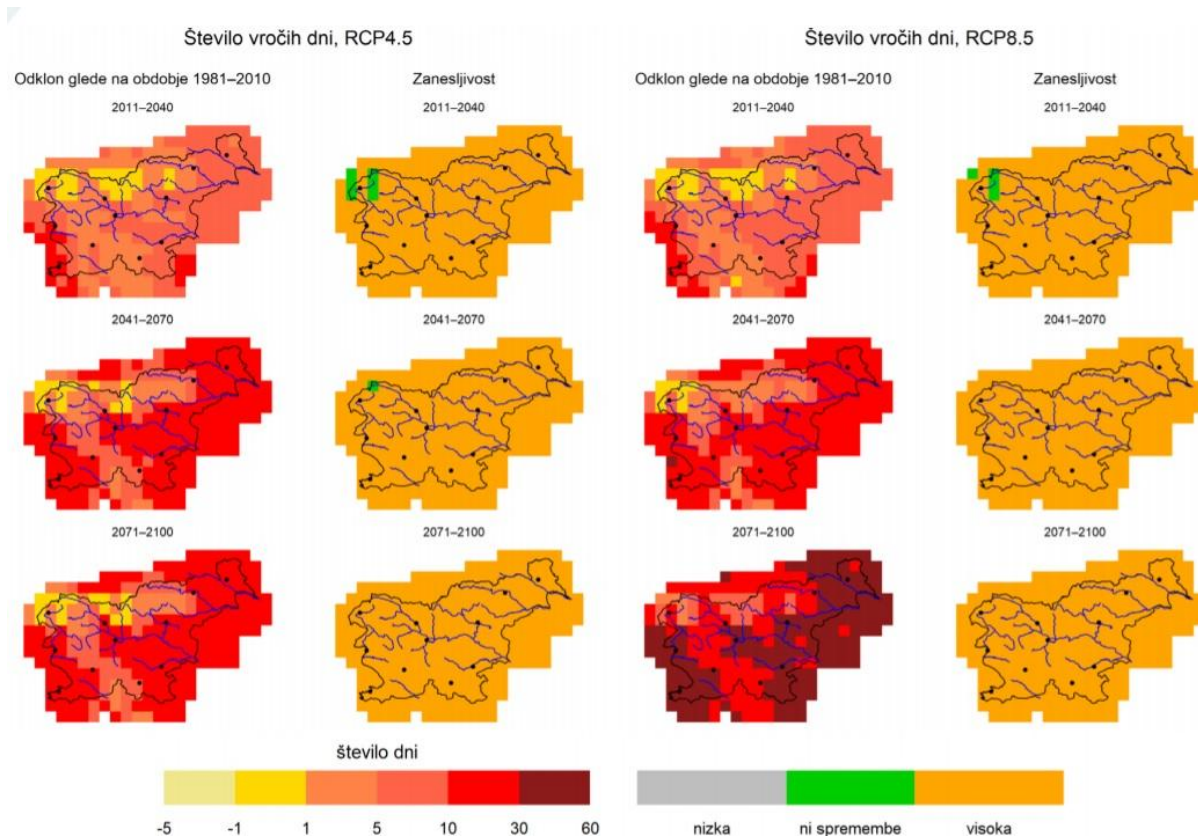 Število vročih dni, RCP4.5
Število vročih dni, RCP8.5
Odklon glede na obdobje 1981–2010
Zanesljivost
Odklon glede na obdobje 1981–2010
Zanesljivost
2011–2040
2011–2040
2011–2040
2011–2040
2041–2070
2041–2070
2041–2070
2041–2070
2071–2100
2071–2100
2071–2100
2071–2100
število dni
-5 -1 1 5 10 30 60
nizka ni spremembe visoka